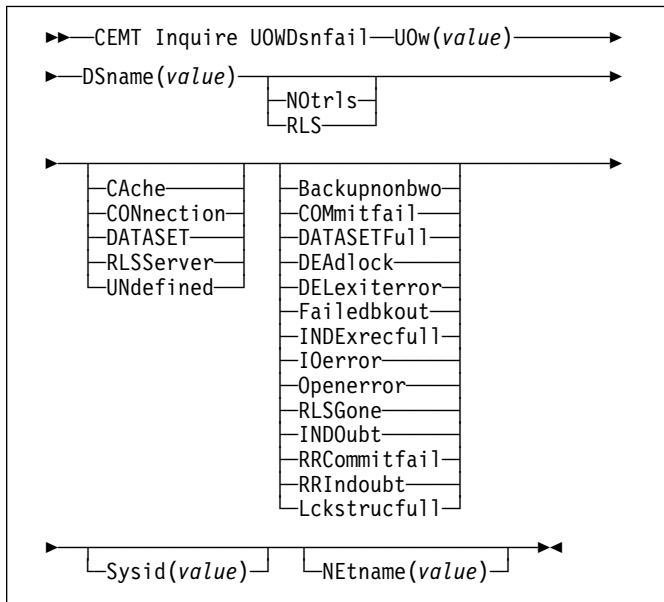 CEMT Inquire UOWDsnfail UOw(value)
DSname(value)
NOtrls
RLS
CAche
CONnection
DATASET
RLSServer
UNdefined
Backupnonbwo
COMmitfail
DATASETFull
DEAdlock
DELexiterror
Failedbkout
INDExrecfull
IOerror
Openerror
RLSGone
INDOubt
RRCommitfail
RRIndoubt
Lckstrucfull
Sysid(value) NEtname(value)